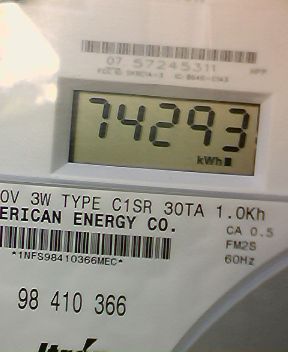 07 57245311
74293
kWh
0V 3W TYPE C1SR 30TA 1.0Kh
ERICAN ENERGY CO.
CA 0.5
FM2S
*1NFS98410366MEC*
60Hz
98 410 366